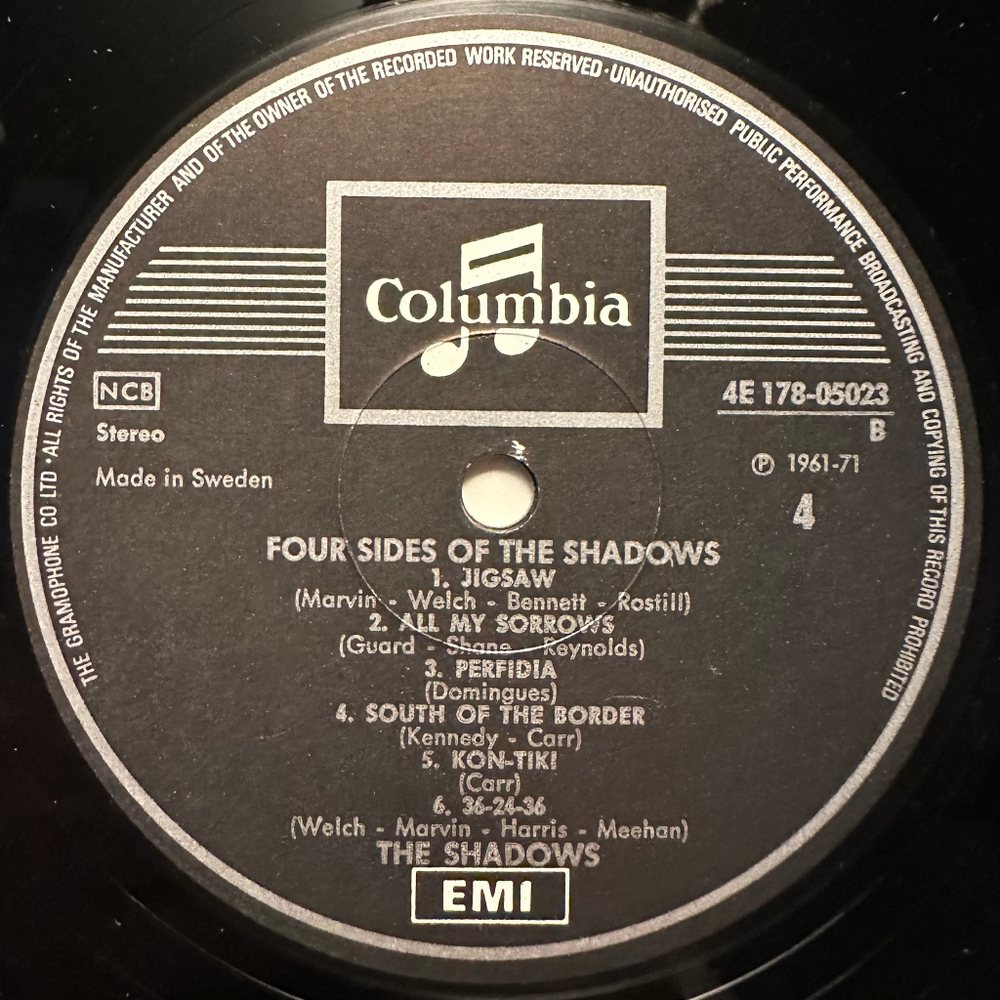 THE GRAMOPHONE CO LTD · ALL RIGHTS OF THE MANUFACTURER AND OF THE OWNER OF THE RECORDED WORK RESERVED · UNAUTHORISED PUBLIC PERFORMANCE BROADCASTING AND COPYING OF THIS RECORD PROHIBITED
Columbia
NCB
4E 178-05023
Stereo
B
Made in Sweden
℗ 1961-71
4
FOUR SIDES OF THE SHADOWS
1. JIGSAW
(Marvin - Welch - Bennett - Rostill)
2. ALL MY SORROWS
(Guard - Shane - Reynolds)
3. PERFIDIA
(Domingues)
4. SOUTH OF THE BORDER
(Kennedy - Carr)
5. KON-TIKI
(Carr)
6. 36-24-36
(Welch - Marvin - Harris - Meehan)
THE SHADOWS
EMI